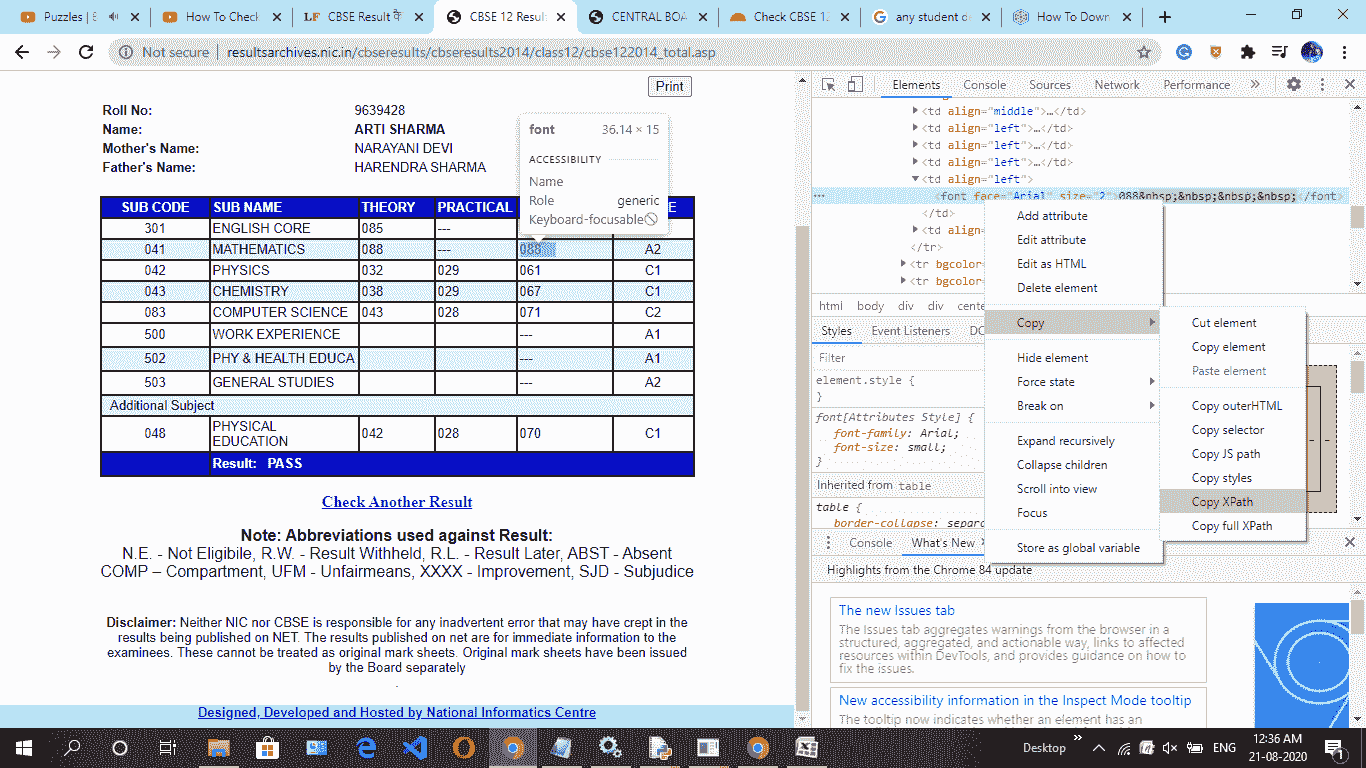 Puzzles | E
How To Check
CBSE Result के
CBSE 12 Resul
CENTRAL BOA
Check CBSE 12
any student d
How To Down
Not secure | resultsarchives.nic.in/cbseresults/cbseresults2014/class12/cbse122014_total.asp
Print
Roll No: 9639428
Name: ARTI SHARMA
Mother's Name: NARAYANI DEVI
Father's Name: HARENDRA SHARMA
font 36.14 × 15
ACCESSIBILITY
Name
Role generic
Keyboard-focusable
SUB CODE SUB NAME THEORY PRACTICAL E
301 ENGLISH CORE 085 ---
041 MATHEMATICS 088 --- 088 A2
042 PHYSICS 032 029 061 C1
043 CHEMISTRY 038 029 067 C1
083 COMPUTER SCIENCE 043 028 071 C2
500 WORK EXPERIENCE --- A1
502 PHY & HEALTH EDUCA --- A1
503 GENERAL STUDIES --- A2
Additional Subject
048 PHYSICAL EDUCATION 042 028 070 C1
Result: PASS
Check Another Result
Note: Abbreviations used against Result:
N.E. - Not Eligibile, R.W. - Result Withheld, R.L. - Result Later, ABST - Absent
COMP – Compartment, UFM - Unfairmeans, XXXX - Improvement, SJD - Subjudice
Disclaimer: Neither NIC nor CBSE is responsible for any inadvertent error that may have crept in the
results being published on NET. The results published on net are for immediate information to the
examinees. These cannot be treated as original mark sheets. Original mark sheets have been issued
by the Board separately
.
Designed, Developed and Hosted by National Informatics Centre
Elements Console Sources Network Performance »
<td align="middle">…</td>
<td align="left">…</td>
<td align="left">…</td>
<td align="left">…</td>
<td align="left">
<font face="Arial" size="2">088&nbsp;&nbsp;&nbsp;&nbsp;</font>
</td>
<td align=
</tr>
<tr bgcolor=
<tr bgcolor=
html body div div cente
Styles Event Listeners DO
Filter
element.style {
}
font[Attributes Style] {
font-family: Arial;
font-size: small;
}
Inherited from table
table {
border-collapse: separa
Add attribute
Edit attribute
Edit as HTML
Delete element
Copy
Hide element
Force state
Break on
Expand recursively
Collapse children
Scroll into view
Focus
Store as global variable
Cut element
Copy element
Paste element
Copy outerHTML
Copy selector
Copy JS path
Copy styles
Copy XPath
Copy full XPath
Console What's New
Highlights from the Chrome 84 update
The new Issues tab
The Issues tab aggregates warnings from the browser in a
structured, aggregated, and actionable way, links to affected
resources within DevTools, and provides guidance on how to
fix the issues.
New accessibility information in the Inspect Mode tooltip
The tooltip now indicates whether an element has an
Desktop » ENG 12:36 AM
21-08-2020
1